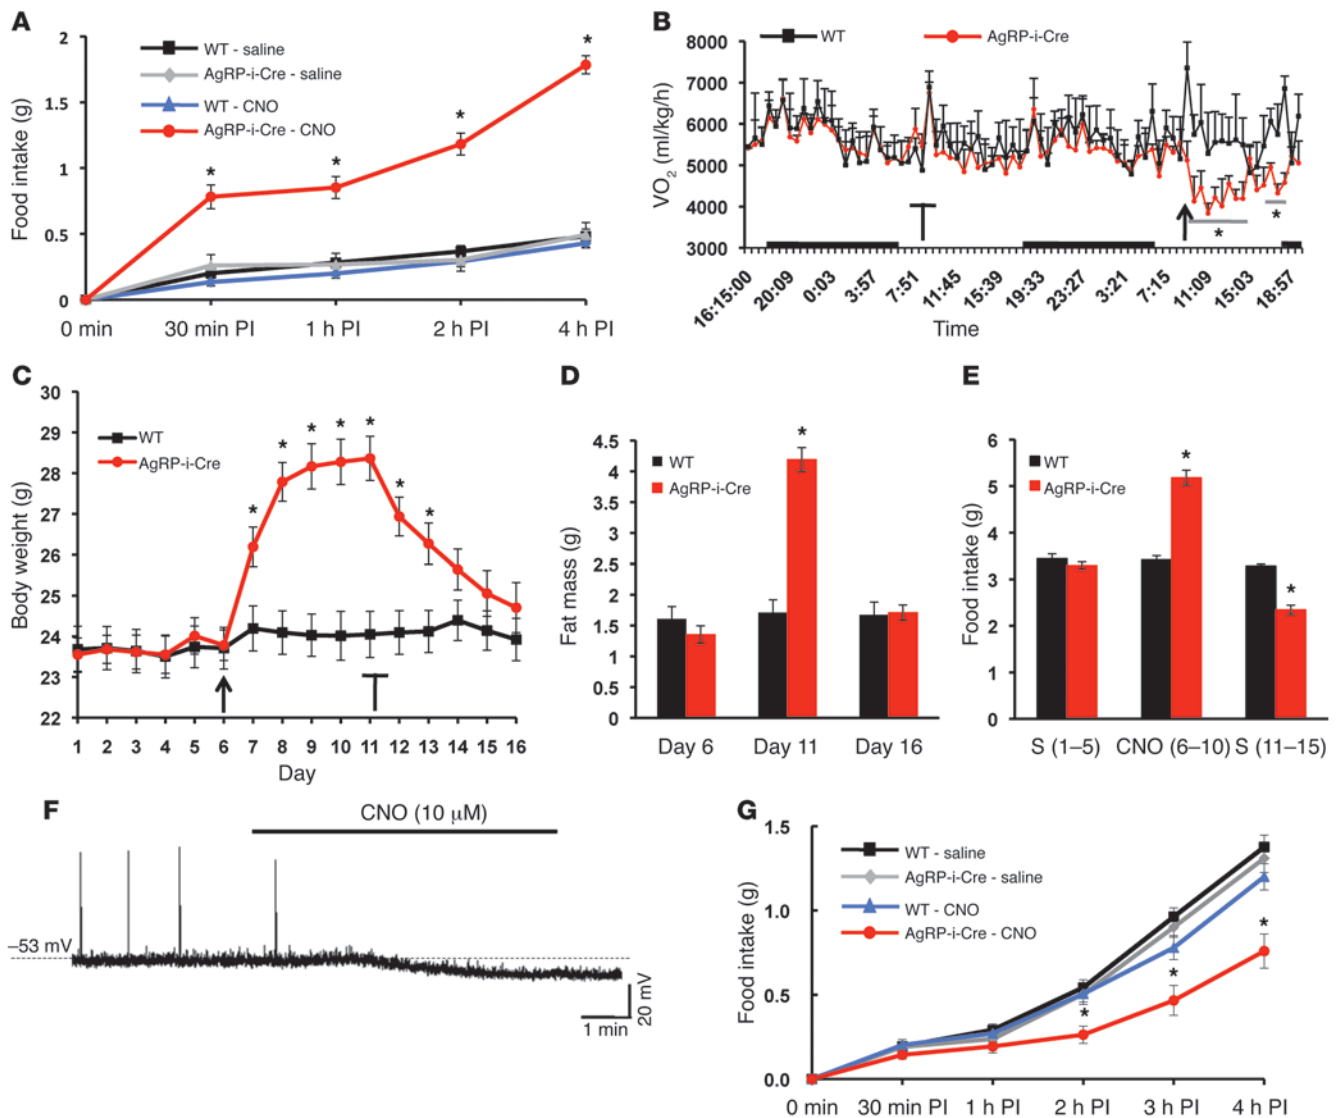 A
Food intake (g)
2
1.5
1
0.5
0
WT - saline
AgRP-i-Cre - saline
WT - CNO
AgRP-i-Cre - CNO
*
*
*
*
0 min
30 min PI
1 h PI
2 h PI
4 h PI
B
VO2 (ml/kg/h)
8000
7000
6000
5000
4000
3000
WT
AgRP-i-Cre
*
*
16:15:00
20:09
0:03
3:57
7:51
11:45
15:39
19:33
23:27
3:21
7:15
11:09
15:03
18:57
Time
C
Body weight (g)
30
29
28
27
26
25
24
23
22
WT
AgRP-i-Cre
*
*
*
*
*
*
*
1 2 3 4 5 6 7 8 9 10 11 12 13 14 15 16
Day
D
Fat mass (g)
4.5
4
3.5
3
2.5
2
1.5
1
0.5
0
WT
AgRP-i-Cre
*
Day 6
Day 11
Day 16
E
Food intake (g)
6
5
4
3
2
1
0
WT
AgRP-i-Cre
*
*
S (1–5)
CNO (6–10)
S (11–15)
F
CNO (10 μM)
–53 mV
20 mV
1 min
G
Food intake (g)
1.5
1.0
0.5
0.0
WT - saline
AgRP-i-Cre - saline
WT - CNO
AgRP-i-Cre - CNO
*
*
*
0 min
30 min PI
1 h PI
2 h PI
3 h PI
4 h PI